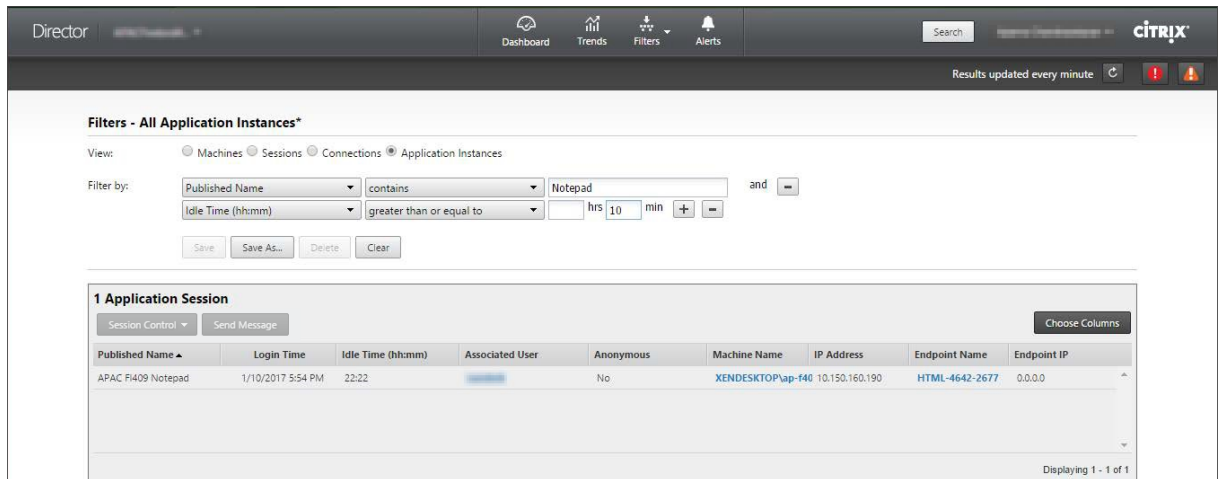 Director
Dashboard
Trends
Filters
Alerts
Search
CİTRIX®
Results updated every minute
Filters - All Application Instances*
View: Machines Sessions Connections Application Instances
Filter by: Published Name contains Notepad and
Idle Time (hh:mm) greater than or equal to hrs 10 min + -
Save Save As... Delete Clear
1 Application Session
Session Control Send Message Choose Columns
Published Name Login Time Idle Time (hh:mm) Associated User Anonymous Machine Name IP Address Endpoint Name Endpoint IP
APAC FI409 Notepad 1/10/2017 5:54 PM 22:22 No XENDESKTOP\ap-f40 10.150.160.190 HTML-4642-2677 0.0.0.0
Displaying 1 - 1 of 1